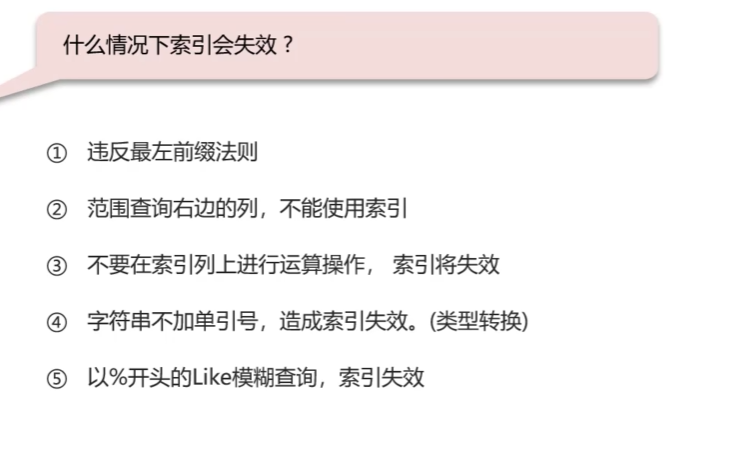 什么情况下索引会失效？
① 违反最左前缀法则
② 范围查询右边的列，不能使用索引
③ 不要在索引列上进行运算操作， 索引将失效
④ 字符串不加单引号，造成索引失效。(类型转换)
⑤ 以%开头的Like模糊查询，索引失效